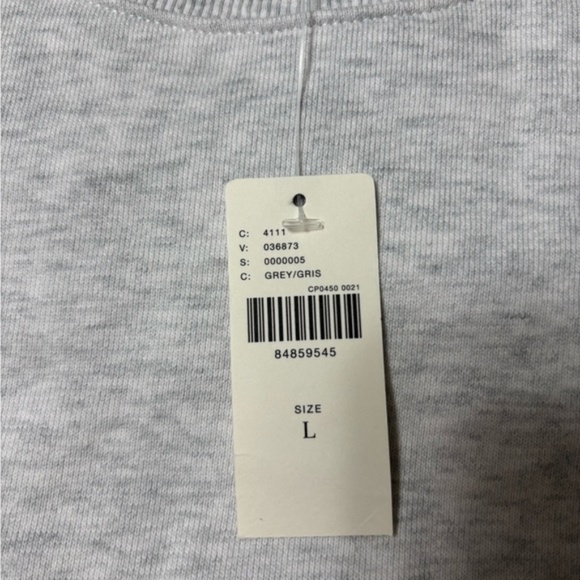 C: 4111
V: 036873
S: 0000005
C: GREY/GRIS
CP0450 0021
84859545
SIZE
L